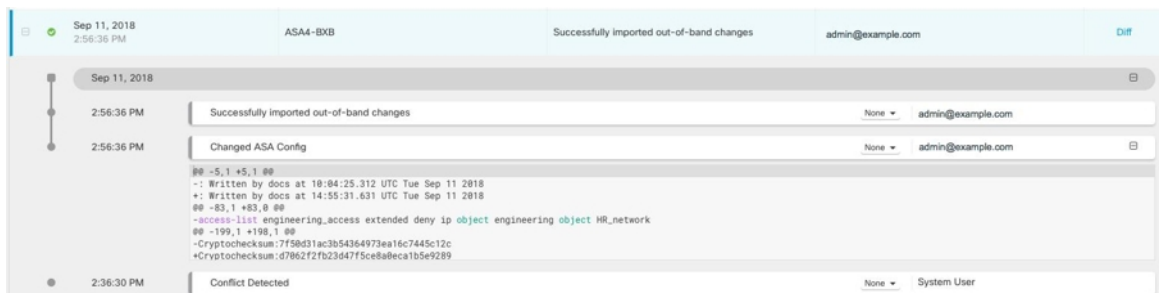 Sep 11, 2018
2:56:36 PM
ASA4-BXB
Successfully imported out-of-band changes
admin@example.com
Diff
Sep 11, 2018
2:56:36 PM Successfully imported out-of-band changes None admin@example.com
2:56:36 PM Changed ASA Config None admin@example.com
@@ -5,1 +5,1 @@
-: Written by docs at 10:04:25.312 UTC Tue Sep 11 2018
+: Written by docs at 14:55:31.631 UTC Tue Sep 11 2018
@@ -83,1 +83,0 @@
-access-list engineering_access extended deny ip object engineering object HR_network
@@ -199,1 +198,1 @@
-Cryptochecksum:7f50d31ac3b54364973ea16c7445c12c
+Cryptochecksum:d7062f2fb23d47f5ce8a0eca1b5e9289
2:36:30 PM Conflict Detected None System User